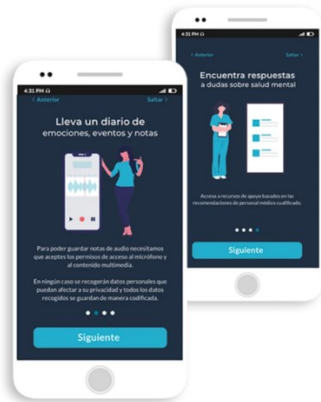 4:31 PM
< Anterior
Saltar >
Lleva un diario de
emociones, eventos y notas
Para poder guardar notas de audio necesitamos
que aceptes los permisos de acceso al micrófono y
al contenido multimedia.
En ningún caso se recogerán datos personales que
puedan afectar a su privacidad y todos los datos
recogidos se guardan de manera codificada.
Siguiente
4:31 PM
< Anterior
Saltar >
Encuentra respuestas
a dudas sobre salud mental
Acceso a recursos de apoyo basados en las
recomendaciones de personal médico cualificado.
Siguiente